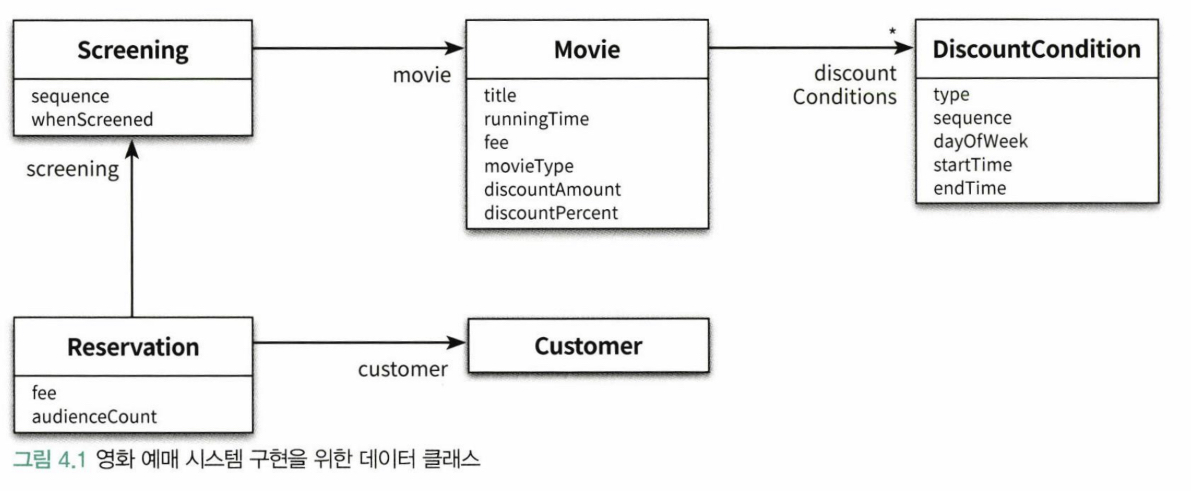 Screening
sequence
whenScreened
movie
Movie
title
runningTime
fee
movieType
discountAmount
discountPercent
*
discount
Conditions
DiscountCondition
type
sequence
dayOfWeek
startTime
endTime
screening
Reservation
fee
audienceCount
customer
Customer
그림 4.1 영화 예매 시스템 구현을 위한 데이터 클래스